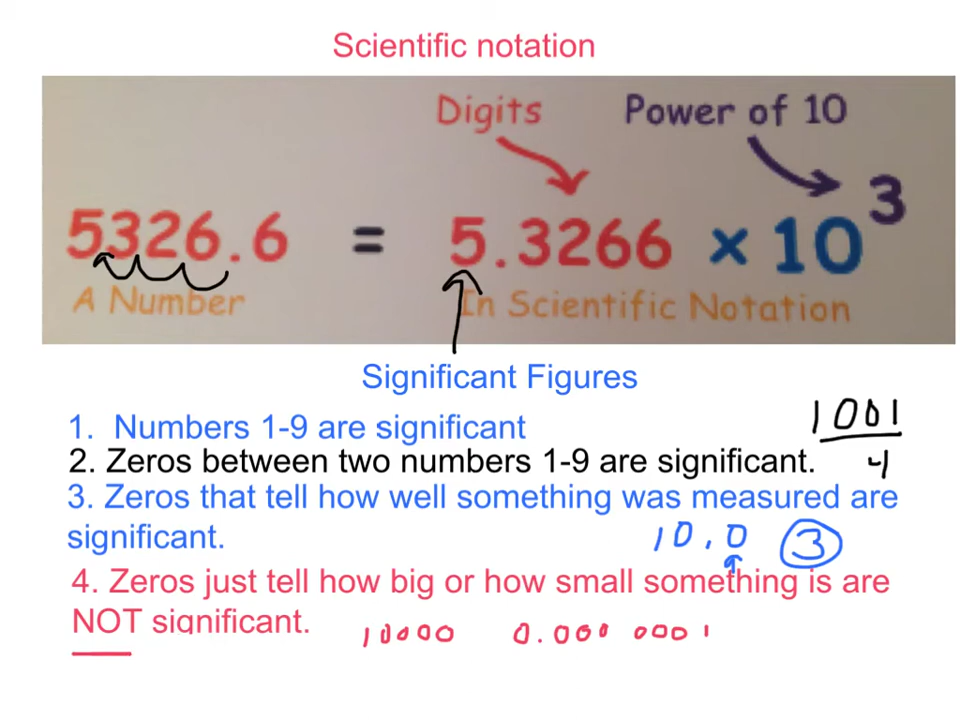 Scientific notation
Digits Power of 10
5326.6 = 5.3266 × 10³
A Number In Scientific Notation
Significant Figures
1. Numbers 1-9 are significant
1001
2. Zeros between two numbers 1-9 are significant.
4
3. Zeros that tell how well something was measured are
significant.
10.0 3
4. Zeros just tell how big or how small something is are
NOT significant.
10000 0.000 0001